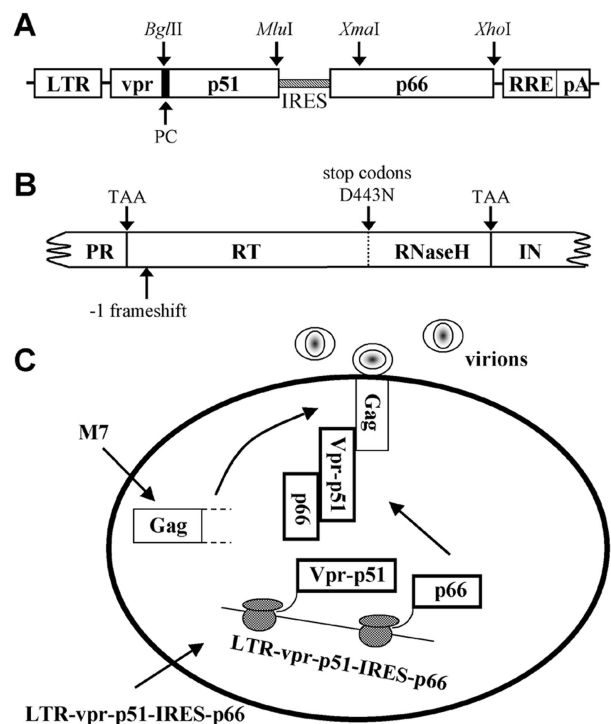 A
BglII MluI XmaI XhoI
LTR vpr p51 IRES p66 RRE pA
PC
B
stop codons
TAA D443N TAA
PR RT RNaseH IN
-1 frameshift
C
virions
M7
Gag
Gag
Vpr-p51
p66
Vpr-p51
p66
LTR-vpr-p51-IRES-p66
LTR-vpr-p51-IRES-p66